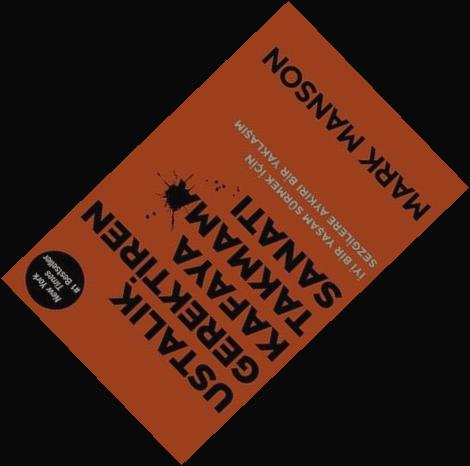 New York
Times
#1 Bestseller
USTALIK
GEREKTİREN
KAFAYA
TAKMAMA
SANATI
İYİ BİR YAŞAM SÜRMEK İÇİN
SEZGİLERE AYKIRI BİR YAKLAŞIM
MARK MANSON